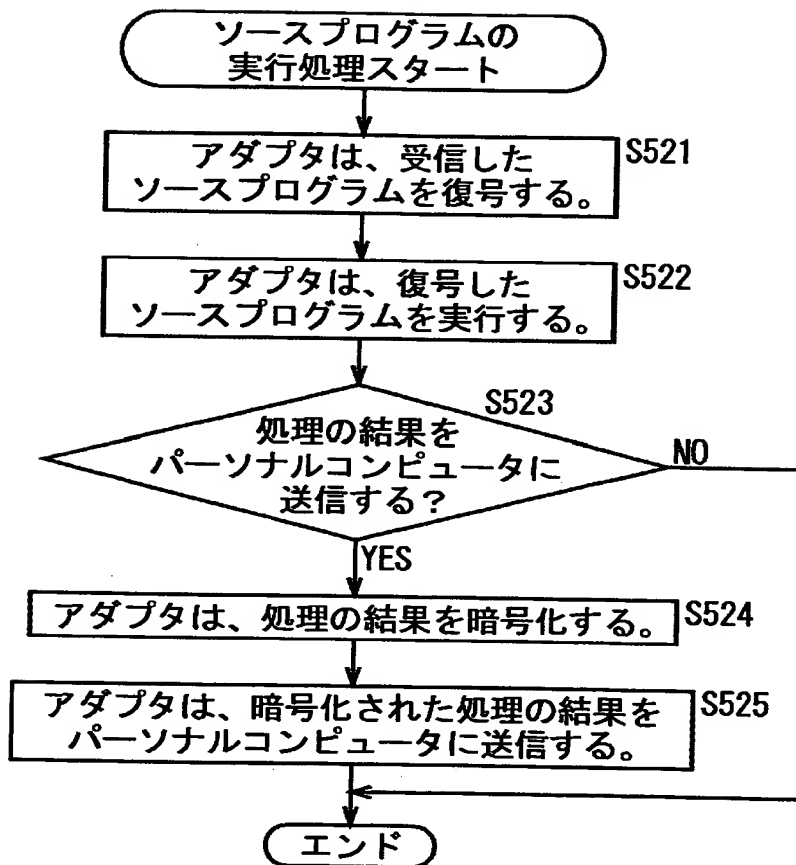 ソースプログラムの
実行処理スタート
アダプタは、受信した
ソースプログラムを復号する。
S521
アダプタは、復号した
ソースプログラムを実行する。
S522
S523
処理の結果を
パーソナルコンピュータに
送信する？
NO
YES
アダプタは、処理の結果を暗号化する。
S524
アダプタは、暗号化された処理の結果を
パーソナルコンピュータに送信する。
S525
エンド